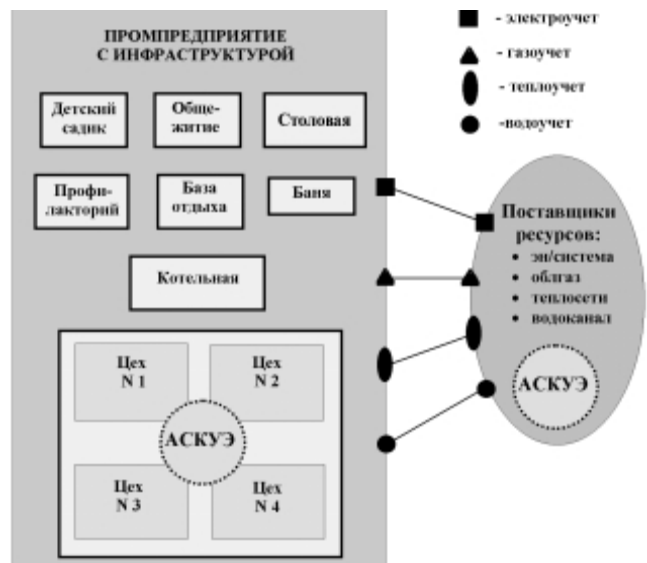 ПРОМПРЕДПРИЯТИЕ
С ИНФРАСТРУКТУРОЙ
- электроучет
- газоучет
- теплоучет
-водоучет
Детский
садик
Обще-
житие
Столовая
Профи-
лакторий
База
отдыха
Баня
Котельная
Поставщики
ресурсов:
• эн/система
• облгаз
• теплосети
• водоканал
АСКУЭ
Цех
N 1
Цех
N 2
АСКУЭ
Цех
N 3
Цех
N 4